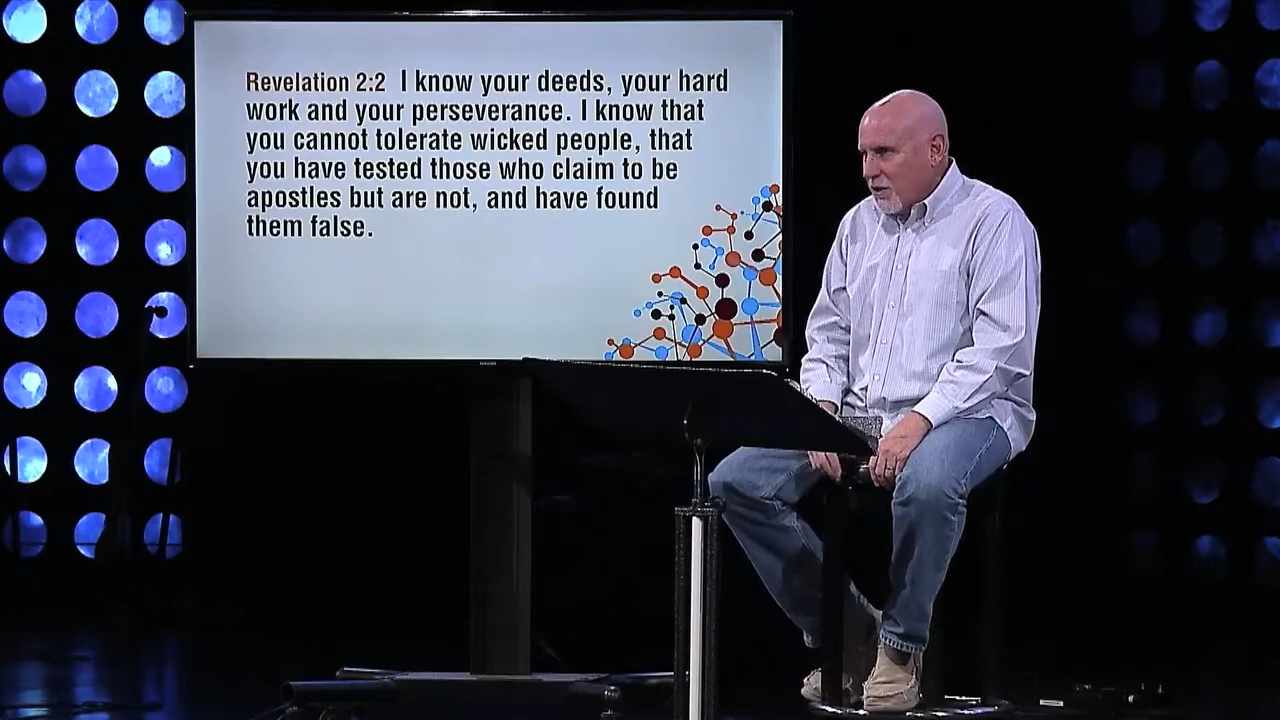 Revelation 2:2 I know your deeds, your hard
work and your perseverance. I know that
you cannot tolerate wicked people, that
you have tested those who claim to be
apostles but are not, and have found
them false.
SAMSUNG